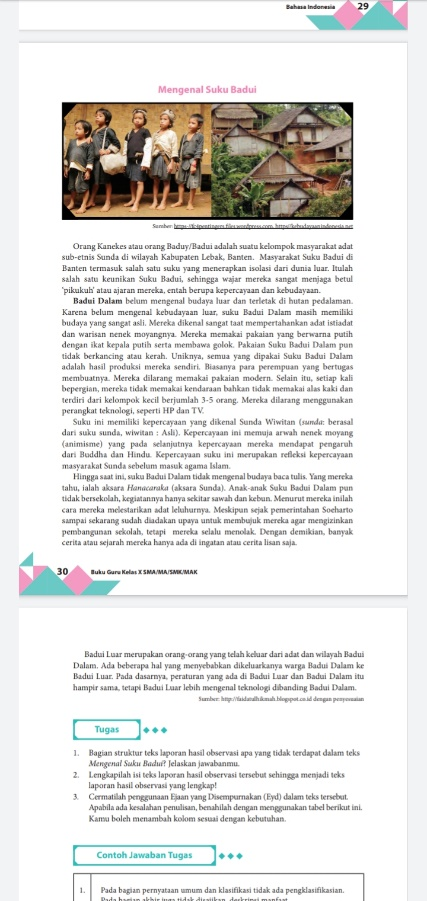 Bahasa Indonesia 29
Mengenal Suku Badui
Orang Kanekes atau orang Baduy/Badui adalah suatu kelompok masyarakat adat
sub-etnis Sunda di wilayah Kabupaten Lebak, Banten. Masyarakat Suku Badui di
Banten termasuk salah satu suku yang menerapkan isolasi dari dunia luar. Itulah
salah satu keunikan Suku Badui, sehingga wajar mereka sangat menjaga betul
'pikukuh' atau ajaran mereka, entah berupa kepercayaan dan kebudayaan.
Badui Dalam belum mengenal budaya luar dan terletak di hutan pedalaman.
Karena belum mengenal kebudayaan luar, suku Badui Dalam masih memiliki
budaya yang sangat asli. Mereka dikenal sangat taat mempertahankan adat istiadat
dan warisan nenek moyangnya. Mereka memakai pakaian yang berwarna putih
dengan ikat kepala putih serta membawa golok. Pakaian Suku Badui Dalam pun
tidak berkancing atau kerah. Uniknya, semua yang dipakai Suku Badui Dalam
adalah hasil produksi mereka sendiri. Biasanya para perempuan yang bertugas
membuatnya. Mereka dilarang memakai pakaian modern. Selain itu, setiap kali
bepergian, mereka tidak memakai kendaraan bahkan tidak memakai alas kaki dan
terdiri dari kelompok kecil berjumlah 3-5 orang. Mereka dilarang menggunakan
perangkat teknologi, seperti HP dan TV.
Suku ini memiliki kepercayaan yang dikenal Sunda Wiwitan (sunda: berasal
dari suku sunda, wiwitan : Asli). Kepercayaan ini memuja arwah nenek moyang
(animisme) yang pada selanjutnya kepercayaan mereka mendapat pengaruh
dari Buddha dan Hindu. Kepercayaan suku ini merupakan refleksi kepercayaan
masyarakat Sunda sebelum masuk agama Islam.
Hingga saat ini, suku Badui Dalam tidak mengenal budaya baca tulis. Yang mereka
tahu, ialah aksara Hanacaraka (aksara Sunda). Anak-anak Suku Badui Dalam pun
tidak bersekolah, kegiatannya hanya sekitar sawah dan kebun. Menurut mereka inilah
cara mereka melestarikan adat leluhurnya. Meskipun sejak pemerintahan Soeharto
sampai sekarang sudah diadakan upaya untuk membujuk mereka agar mengizinkan
pembangunan sekolah, tetapi mereka selalu menolak. Dengan demikian, banyak
cerita atau sejarah mereka hanya ada di ingatan atau cerita lisan saja.
30 Buku Guru Kelas X SMA/MA/SMK/MAK
Badui Luar merupakan orang-orang yang telah keluar dari adat dan wilayah Badui
Dalam. Ada beberapa hal yang menyebabkan dikeluarkanya warga Badui Dalam ke
Badui Luar. Pada dasarnya, peraturan yang ada di Badui Luar dan Badui Dalam itu
hampir sama, tetapi Badui Luar lebih mengenal teknologi dibanding Badui Dalam.
Sumber: http://faidatulhikmah.blogspot.co.id dengan penyesuaian
Tugas
1. Bagian struktur teks laporan hasil observasi apa yang tidak terdapat dalam teks
Mengenal Suku Badui? Jelaskan jawabanmu.
2. Lengkapilah isi teks laporan hasil observasi tersebut sehingga menjadi teks
laporan hasil observasi yang lengkap!
3. Cermatilah penggunaan Ejaan yang Disempurnakan (Eyd) dalam teks tersebut.
Apabila ada kesalahan penulisan, benahilah dengan menggunakan tabel berikut ini.
Kamu boleh menambah kolom sesuai dengan kebutuhan.
Contoh Jawaban Tugas
1. Pada bagian pernyataan umum dan klasifikasi tidak ada pengklasifikasian.